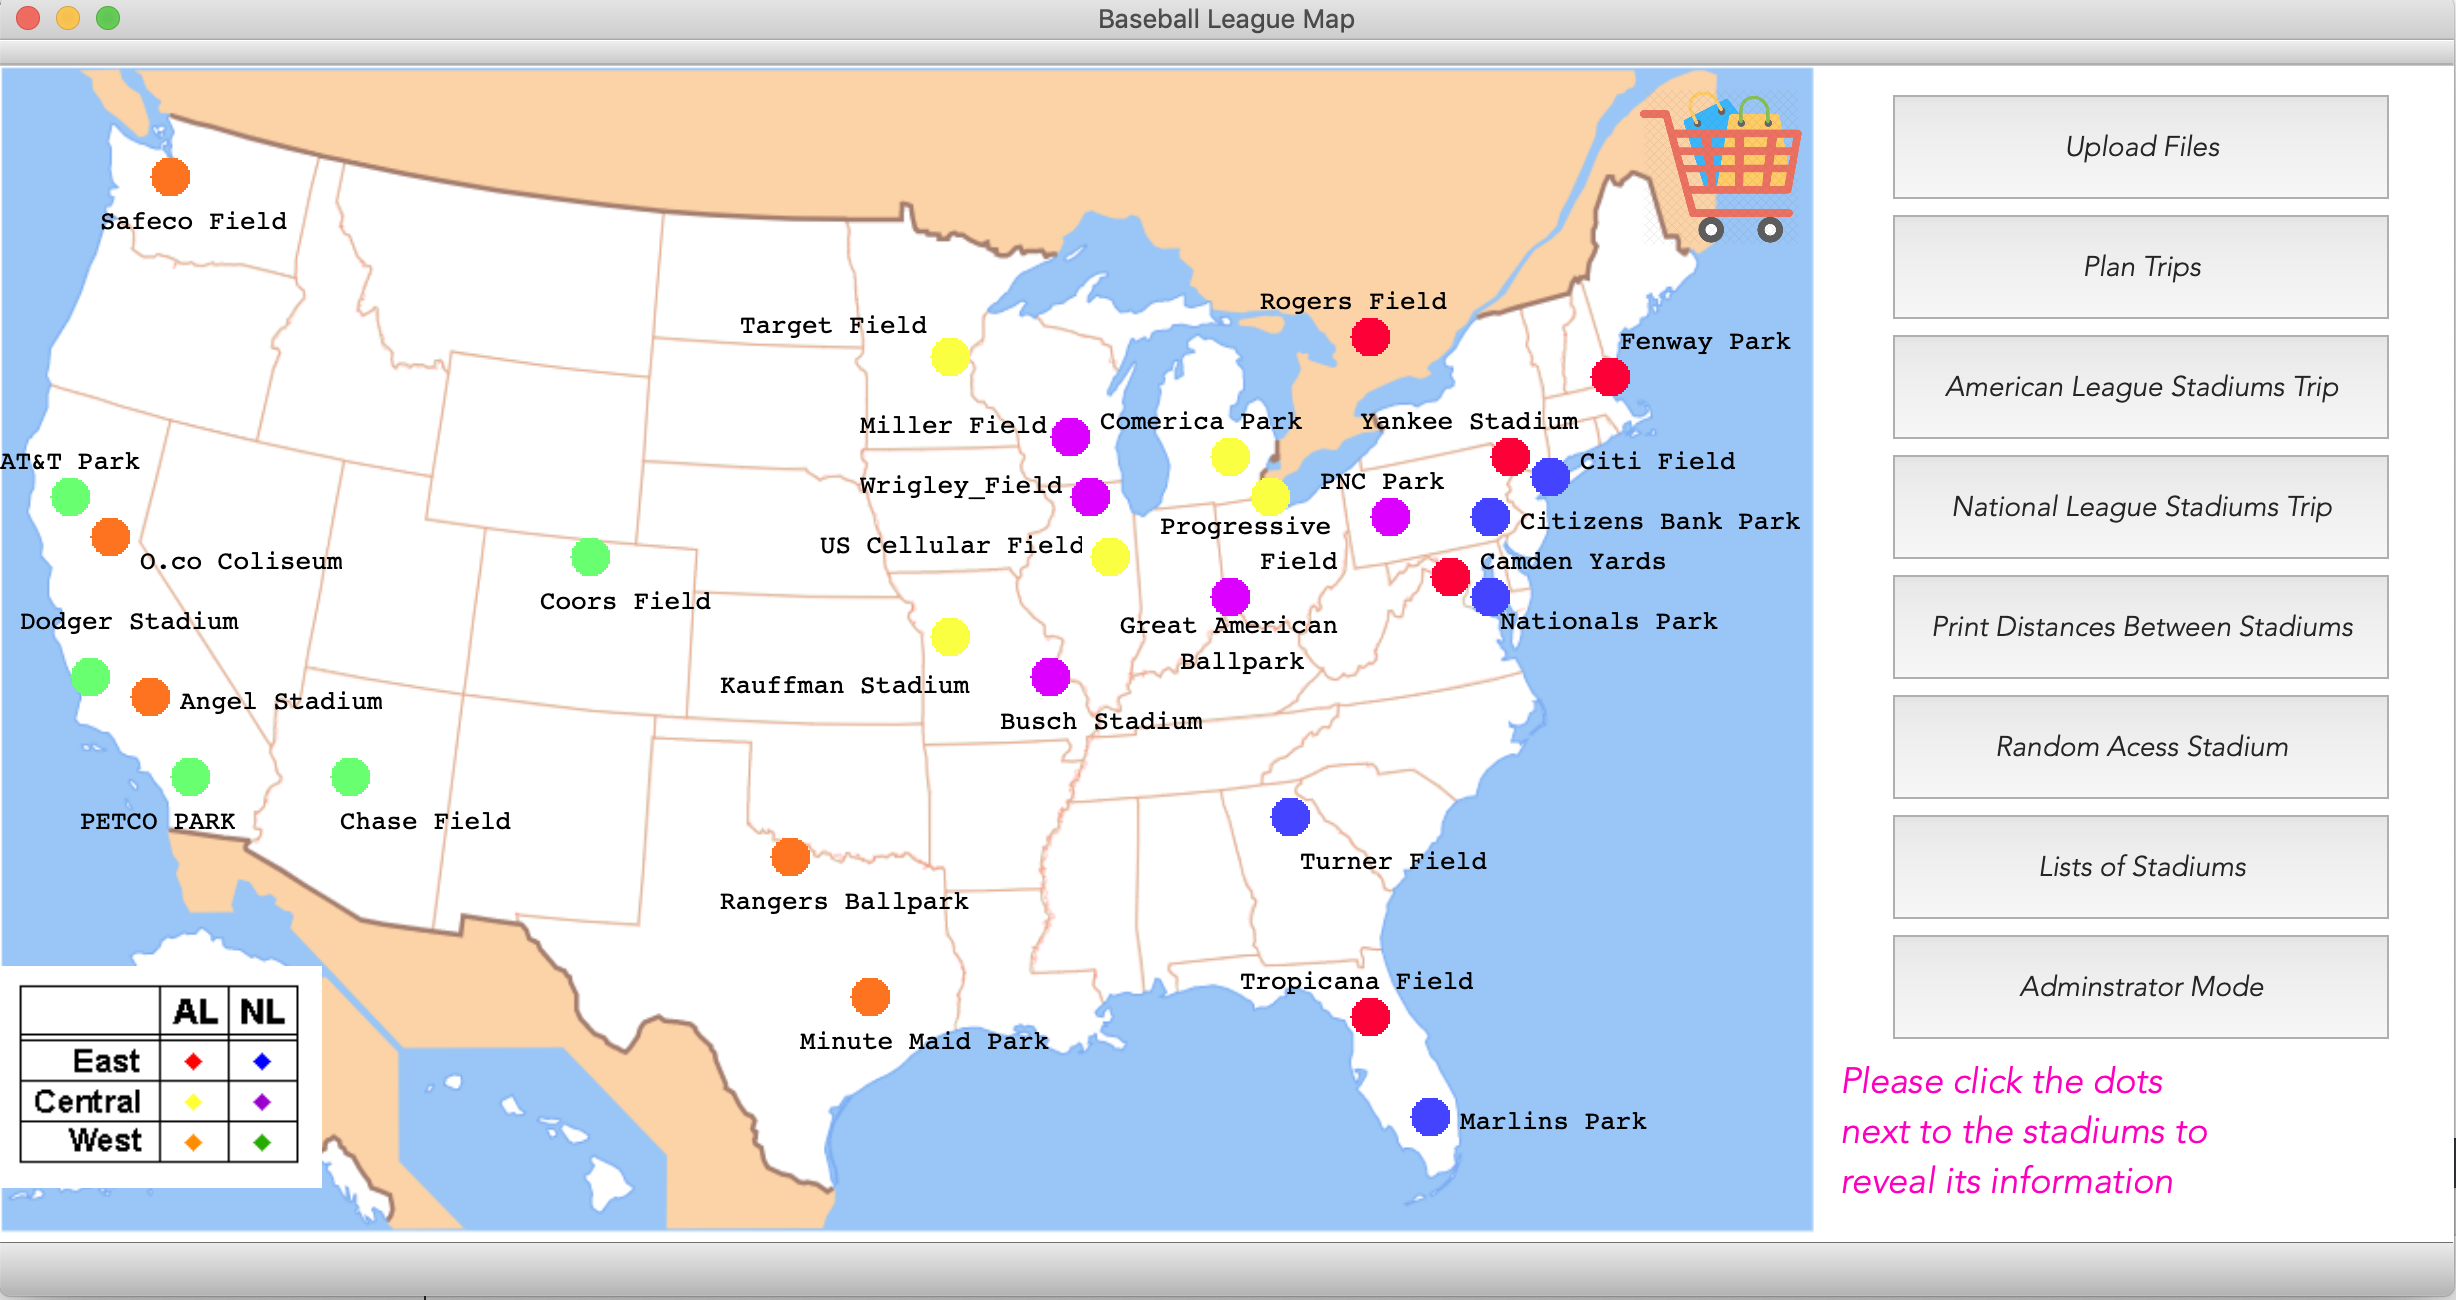 Baseball League Map
Safeco Field
Rogers Field
Target Field
Fenway Park
Miller Field
Comerica Park
Yankee Stadium
AT&T Park
Citi Field
Wrigley_Field
PNC Park
Progressive
Field
Citizens Bank Park
US Cellular Field
O.co Coliseum
Camden Yards
Coors Field
Dodger Stadium
Great American
Ballpark
Nationals Park
Kauffman Stadium
Angel Stadium
Busch Stadium
PETCO PARK
Chase Field
Turner Field
Rangers Ballpark
Tropicana Field
Minute Maid Park
Marlins Park
AL NL
East
Central
West
Upload Files
Plan Trips
American League Stadiums Trip
National League Stadiums Trip
Print Distances Between Stadiums
Random Acess Stadium
Lists of Stadiums
Adminstrator Mode
Please click the dots
next to the stadiums to
reveal its information